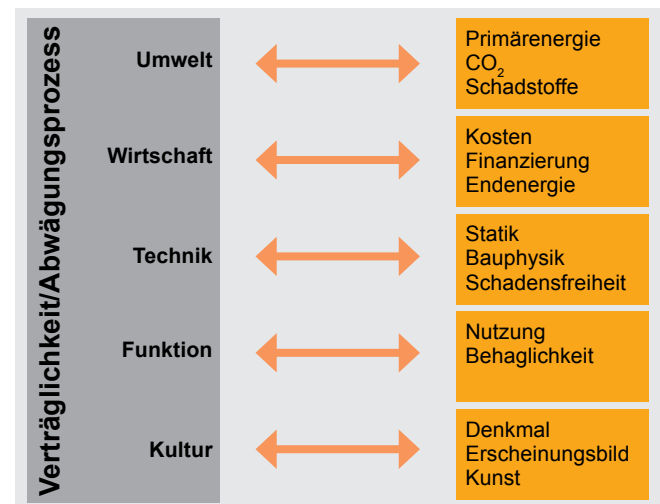 Verträglichkeit/Abwägungsprozess
Umwelt
Primärenergie
CO₂
Schadstoffe
Wirtschaft
Kosten
Finanzierung
Endenergie
Technik
Statik
Bauphysik
Schadensfreiheit
Funktion
Nutzung
Behaglichkeit
Kultur
Denkmal
Erscheinungsbild
Kunst